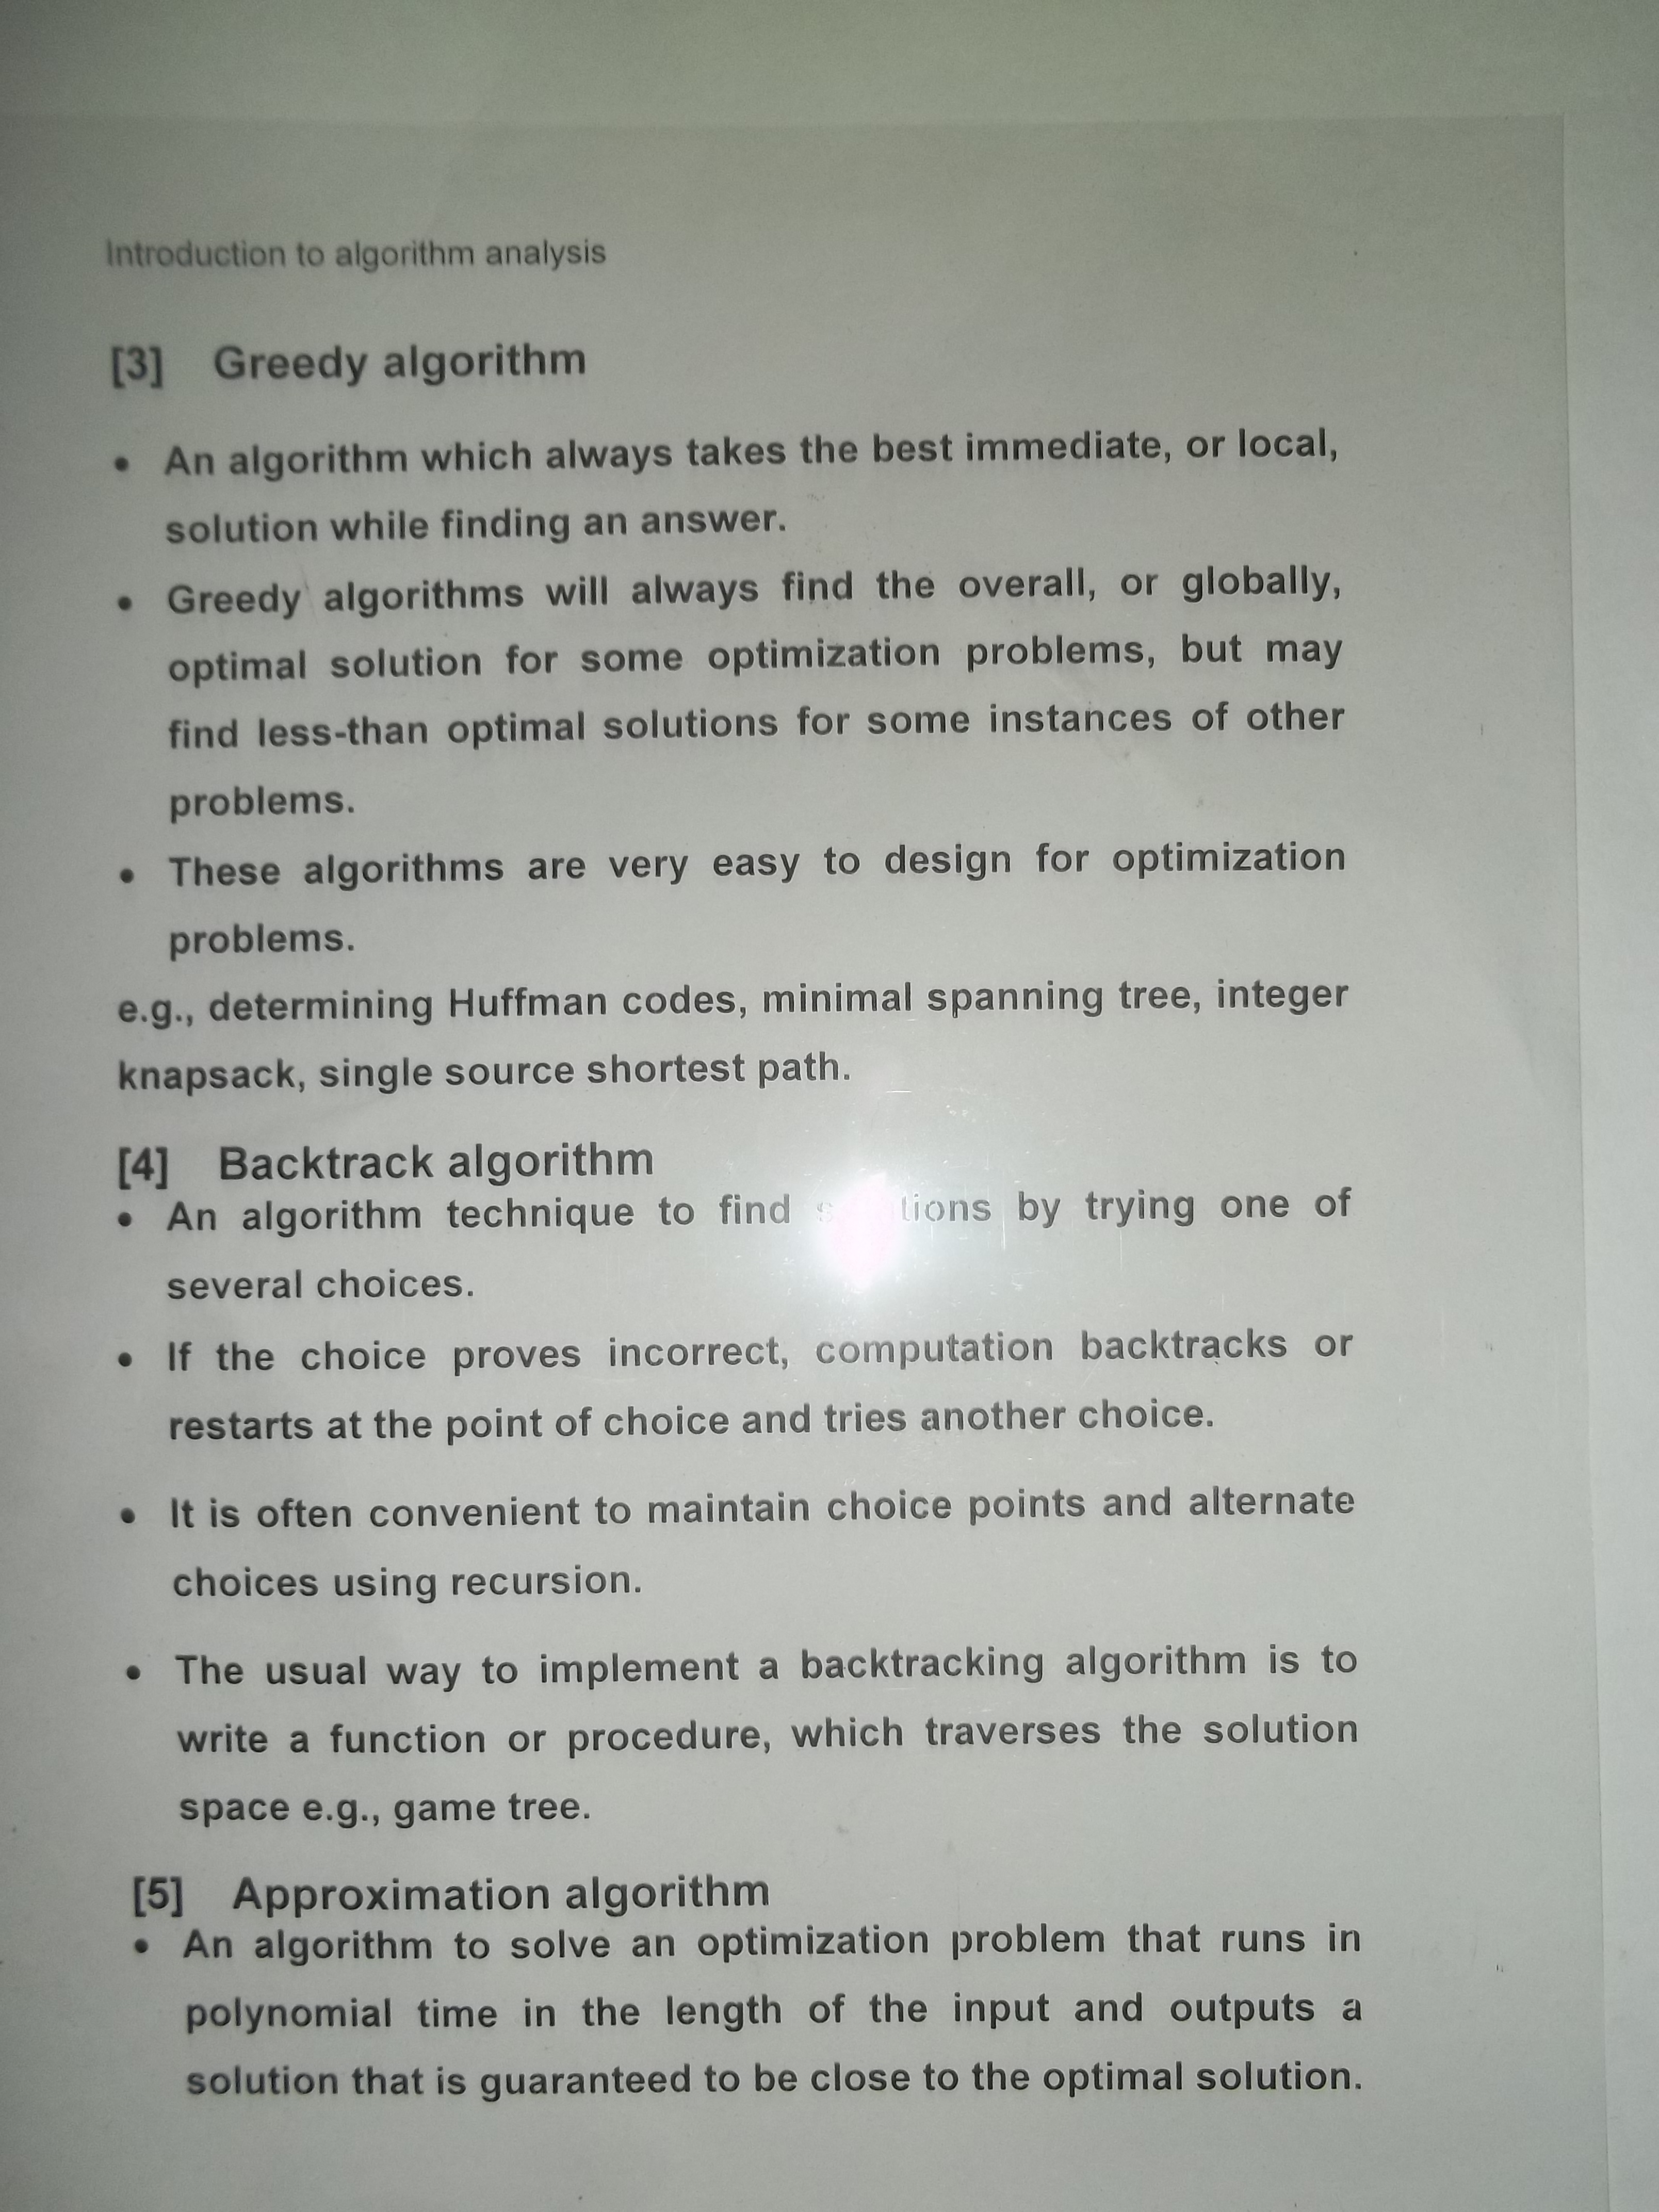 Introduction to algorithm analysis
[3] Greedy algorithm
• An algorithm which always takes the best immediate, or local,
solution while finding an answer.
• Greedy algorithms will always find the overall, or globally,
optimal solution for some optimization problems, but may
find less-than optimal solutions for some instances of other
problems.
• These algorithms are very easy to design for optimization
problems.
e.g., determining Huffman codes, minimal spanning tree, integer
knapsack, single source shortest path.
[4] Backtrack algorithm
• An algorithm technique to find by trying one of
several choices.
• If the choice proves incorrect, computation backtracks or
restarts at the point of choice and tries another choice.
• It is often convenient to maintain choice points and alternate
choices using recursion.
• The usual way to implement a backtracking algorithm is to
write a function or procedure, which traverses the solution
space e.g., game tree.
[5] Approximation algorithm
• An algorithm to solve an optimization problem that runs in
polynomial time in the length of the input and outputs a
solution that is guaranteed to be close to the optimal solution.